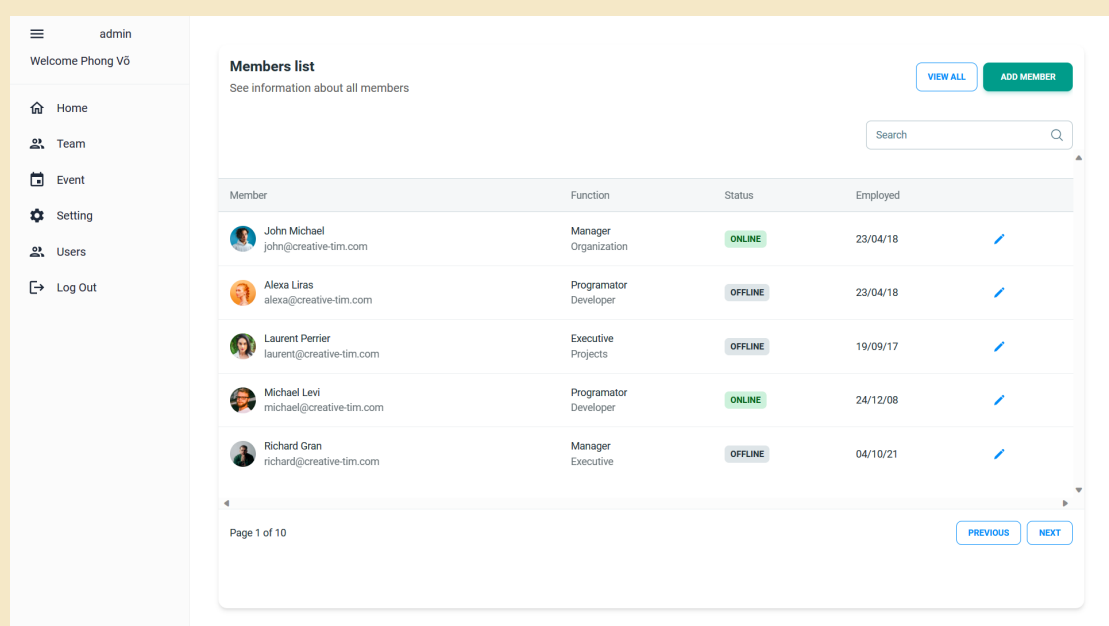 admin
Welcome Phong Võ
Home
Team
Event
Setting
Users
Log Out
Members list
See information about all members
VIEW ALL
ADD MEMBER
Search
Member Function Status Employed
John Michael
john@creative-tim.com
Manager
Organization
ONLINE
23/04/18
Alexa Liras
alexa@creative-tim.com
Programator
Developer
OFFLINE
23/04/18
Laurent Perrier
laurent@creative-tim.com
Executive
Projects
OFFLINE
19/09/17
Michael Levi
michael@creative-tim.com
Programator
Developer
ONLINE
24/12/08
Richard Gran
richard@creative-tim.com
Manager
Executive
OFFLINE
04/10/21
Page 1 of 10
PREVIOUS
NEXT